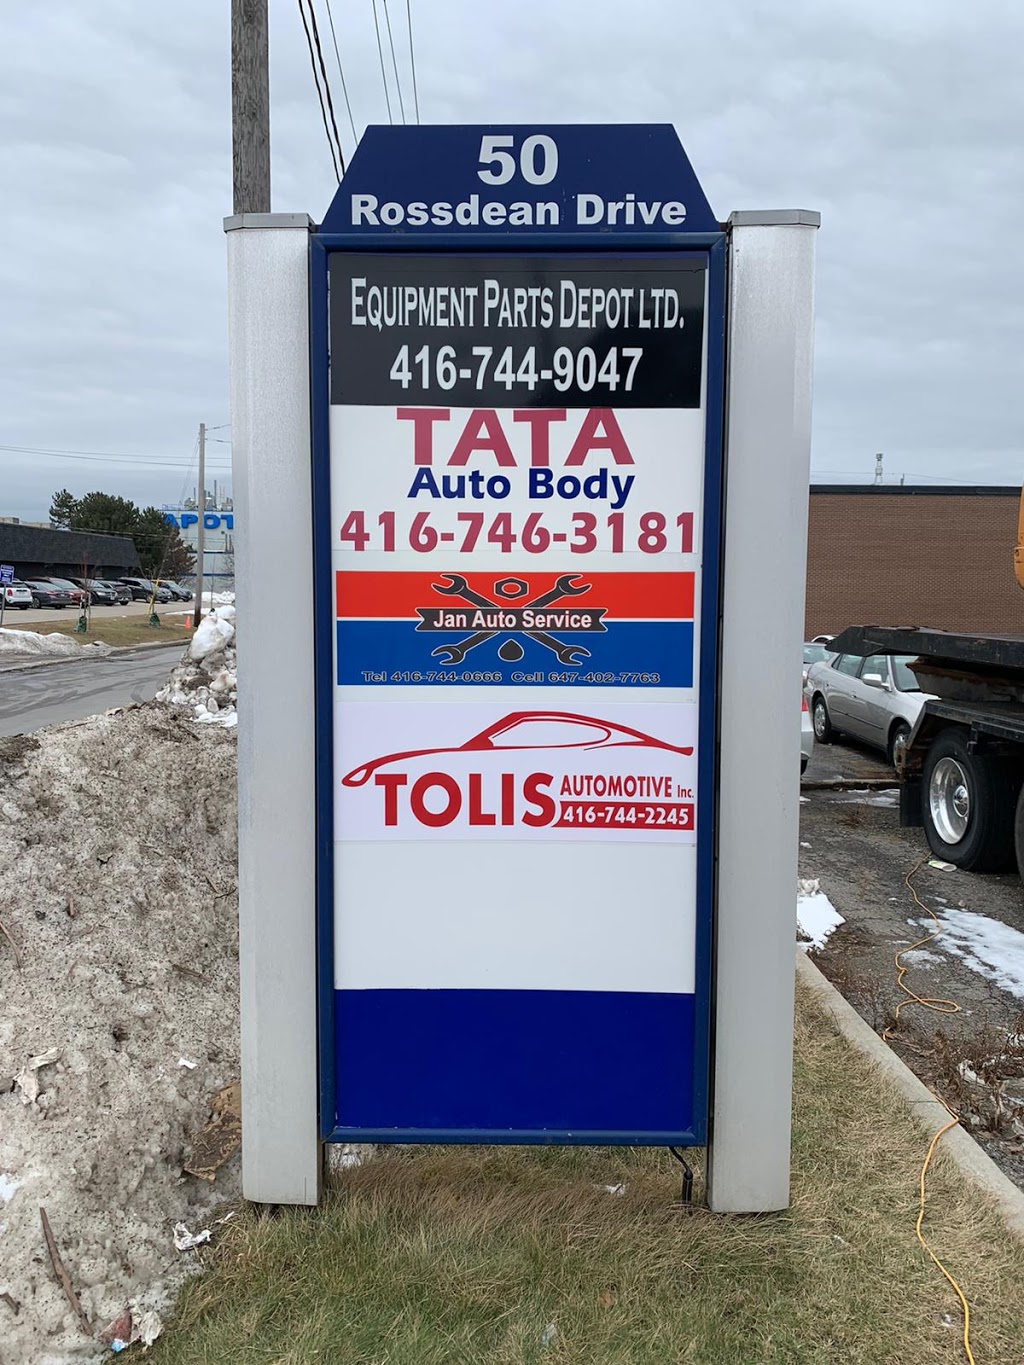 50
Rossdean Drive
EQUIPMENT PARTS DEPOT LTD.
416-744-9047
TATA
Auto Body
416-746-3181
Jan Auto Service
Tel 416-744-0666 Cell 647-402-7763
TOLIS AUTOMOTIVE Inc.
416-744-2245
APOT